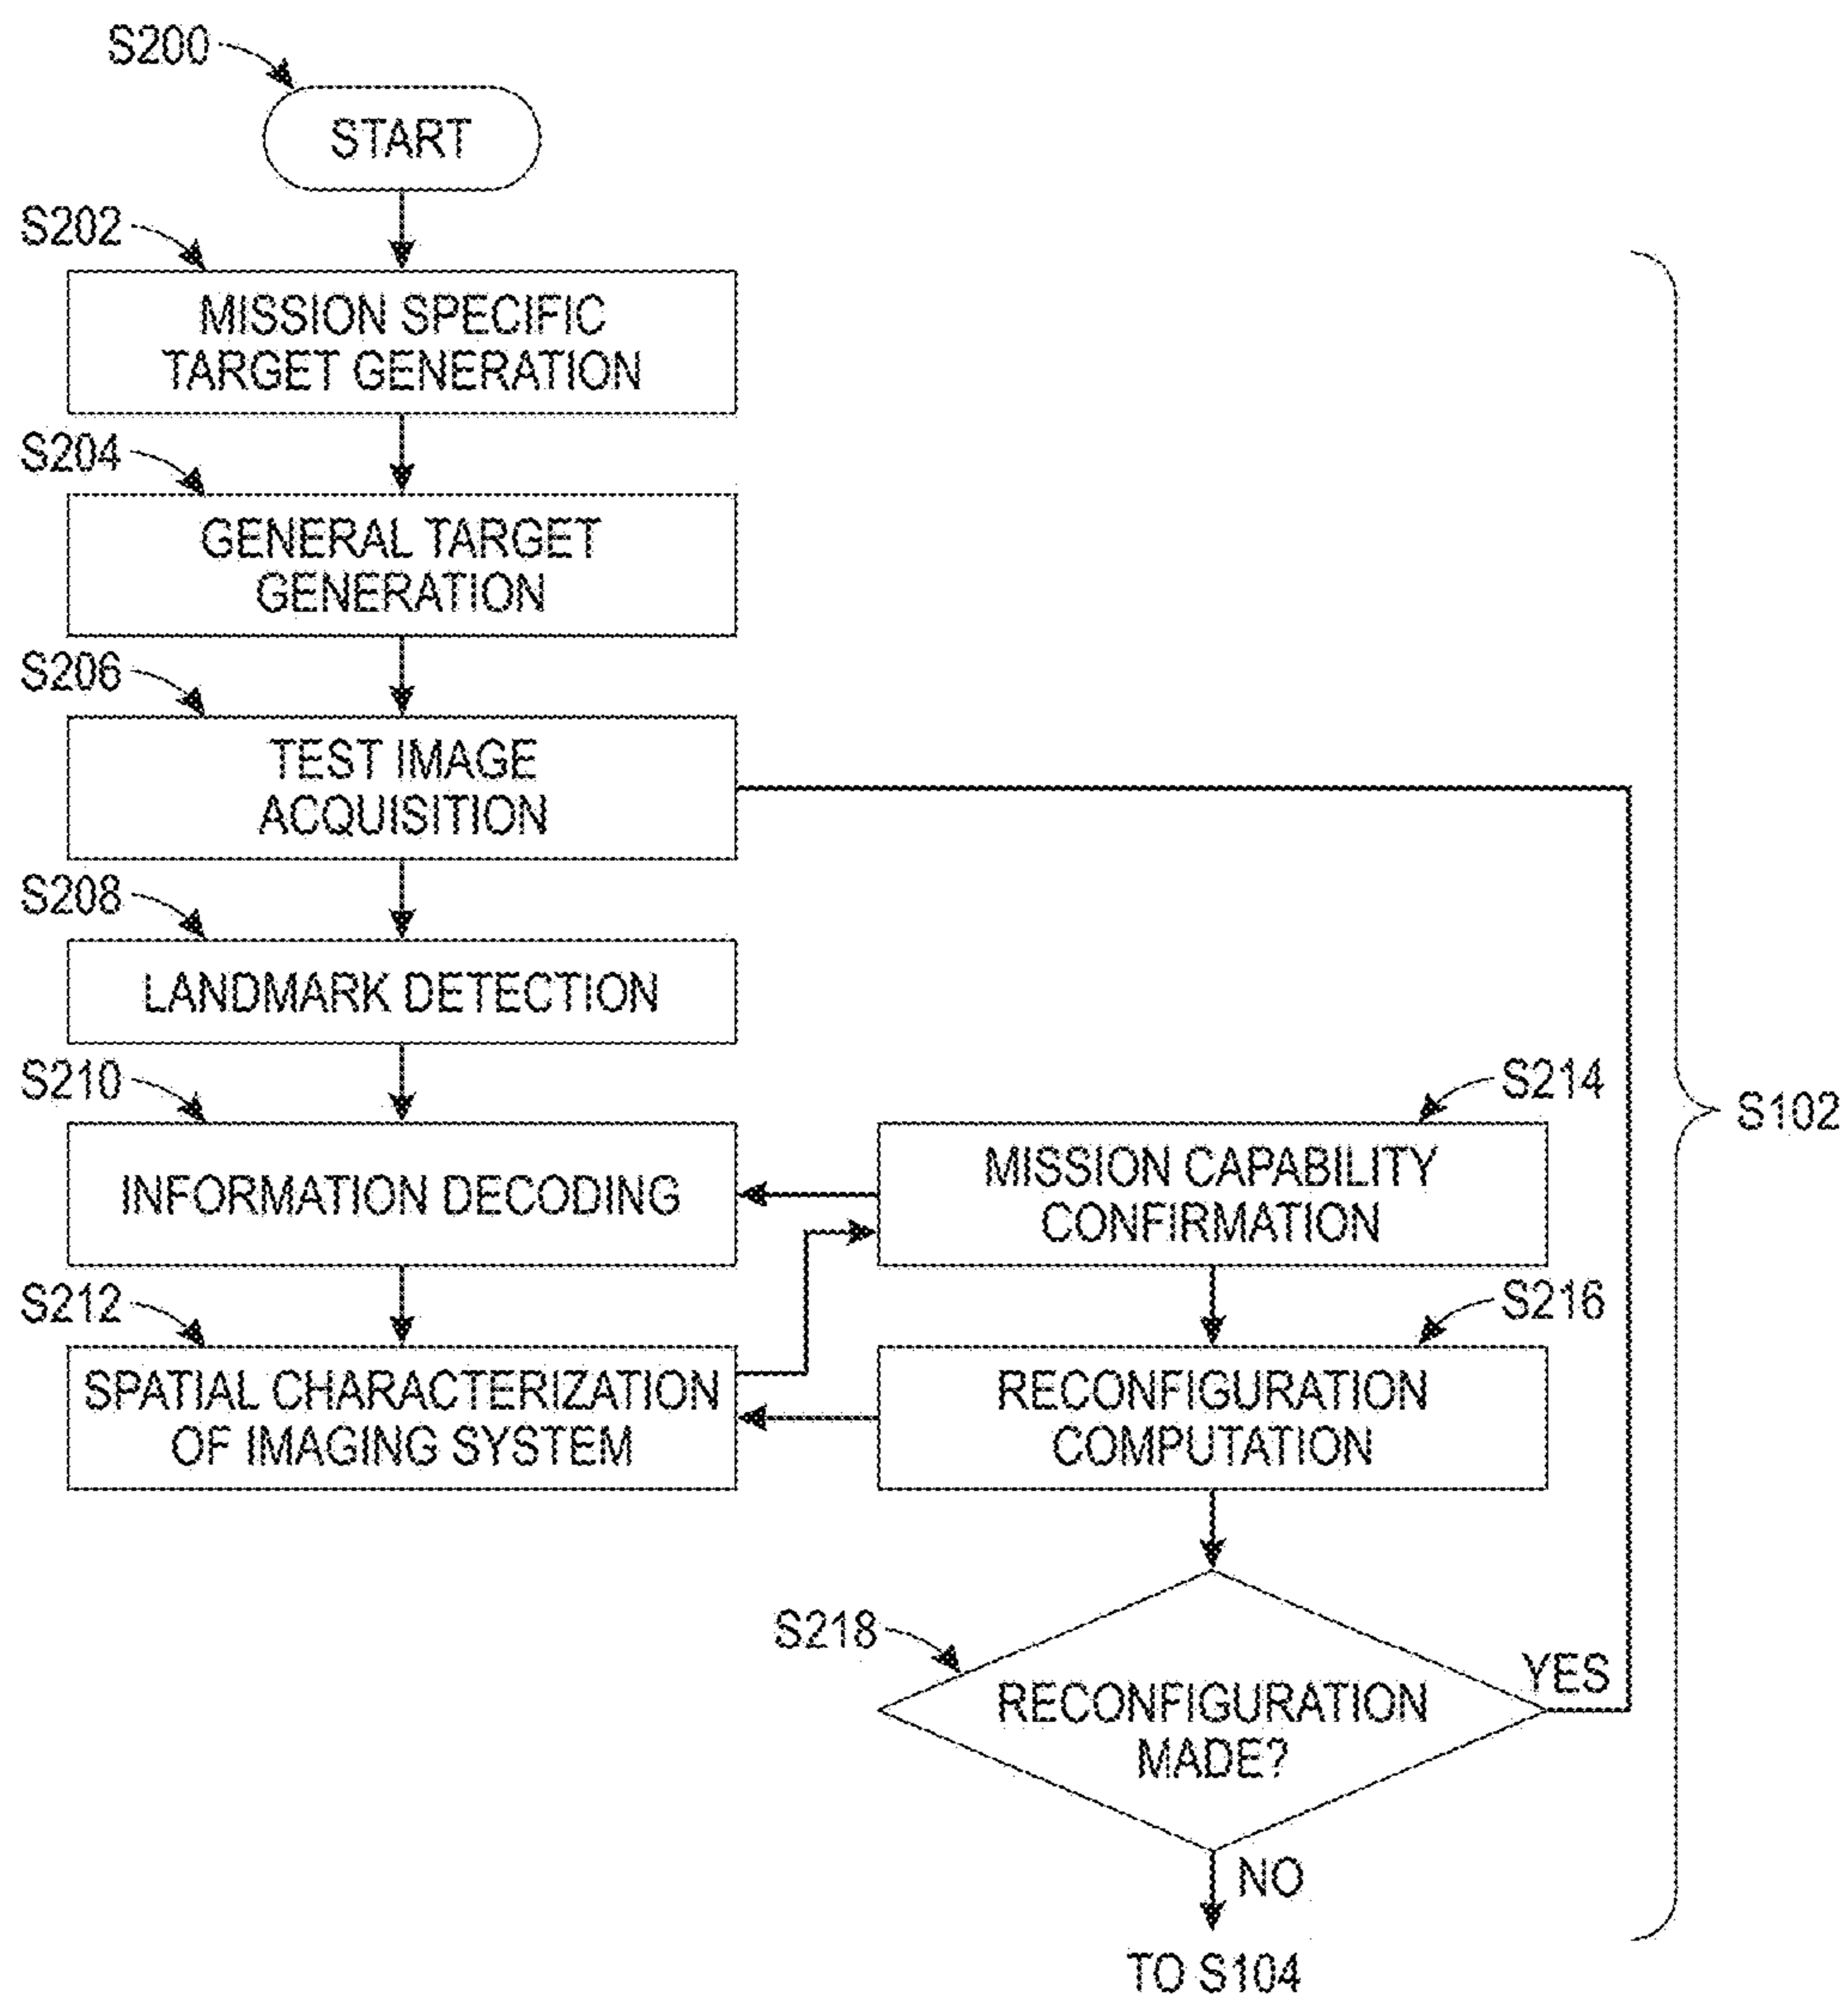 S200
START
S202
MISSION SPECIFIC
TARGET GENERATION
S204
GENERAL TARGET
GENERATION
S206
TEST IMAGE
ACQUISITION
S208
LANDMARK DETECTION
S210
INFORMATION DECODING
S214
MISSION CAPABILITY
CONFIRMATION
S102
S212
SPATIAL CHARACTERIZATION
OF IMAGING SYSTEM
S216
RECONFIGURATION
COMPUTATION
S218
RECONFIGURATION
MADE?
YES
NO
TO S104